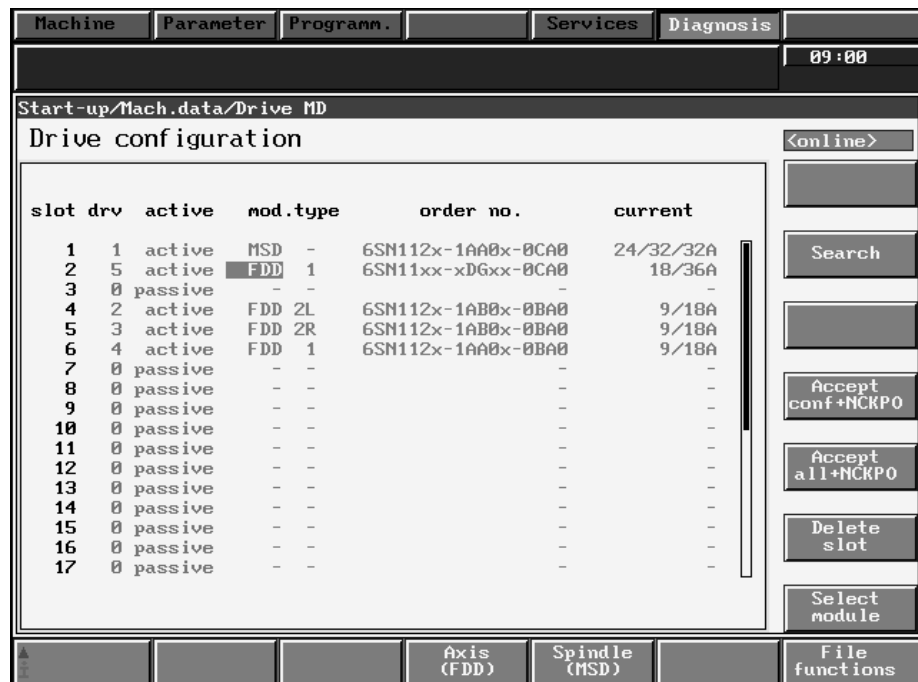 Machine Parameter Programm. Services Diagnosis
09:00
Start-up/Mach.data/Drive MD
Drive configuration
<online>
slot drv active mod.type order no. current
1 1 active MSD - 6SN112x-1AA0x-0CA0 24/32/32A
2 5 active FDD 1 6SN11xx-xDGxx-0CA0 18/36A
3 0 passive - - - -
4 2 active FDD 2L 6SN112x-1AB0x-0BA0 9/18A
5 3 active FDD 2R 6SN112x-1AB0x-0BA0 9/18A
6 4 active FDD 1 6SN112x-1AA0x-0BA0 9/18A
7 0 passive - - - -
8 0 passive - - - -
9 0 passive - - - -
10 0 passive - - - -
11 0 passive - - - -
12 0 passive - - - -
13 0 passive - - - -
14 0 passive - - - -
15 0 passive - - - -
16 0 passive - - - -
17 0 passive - - - -
Search
Accept
conf+NCKPO
Accept
all+NCKPO
Delete
slot
Select
module
i
Axis
(FDD)
Spindle
(MSD)
File
functions